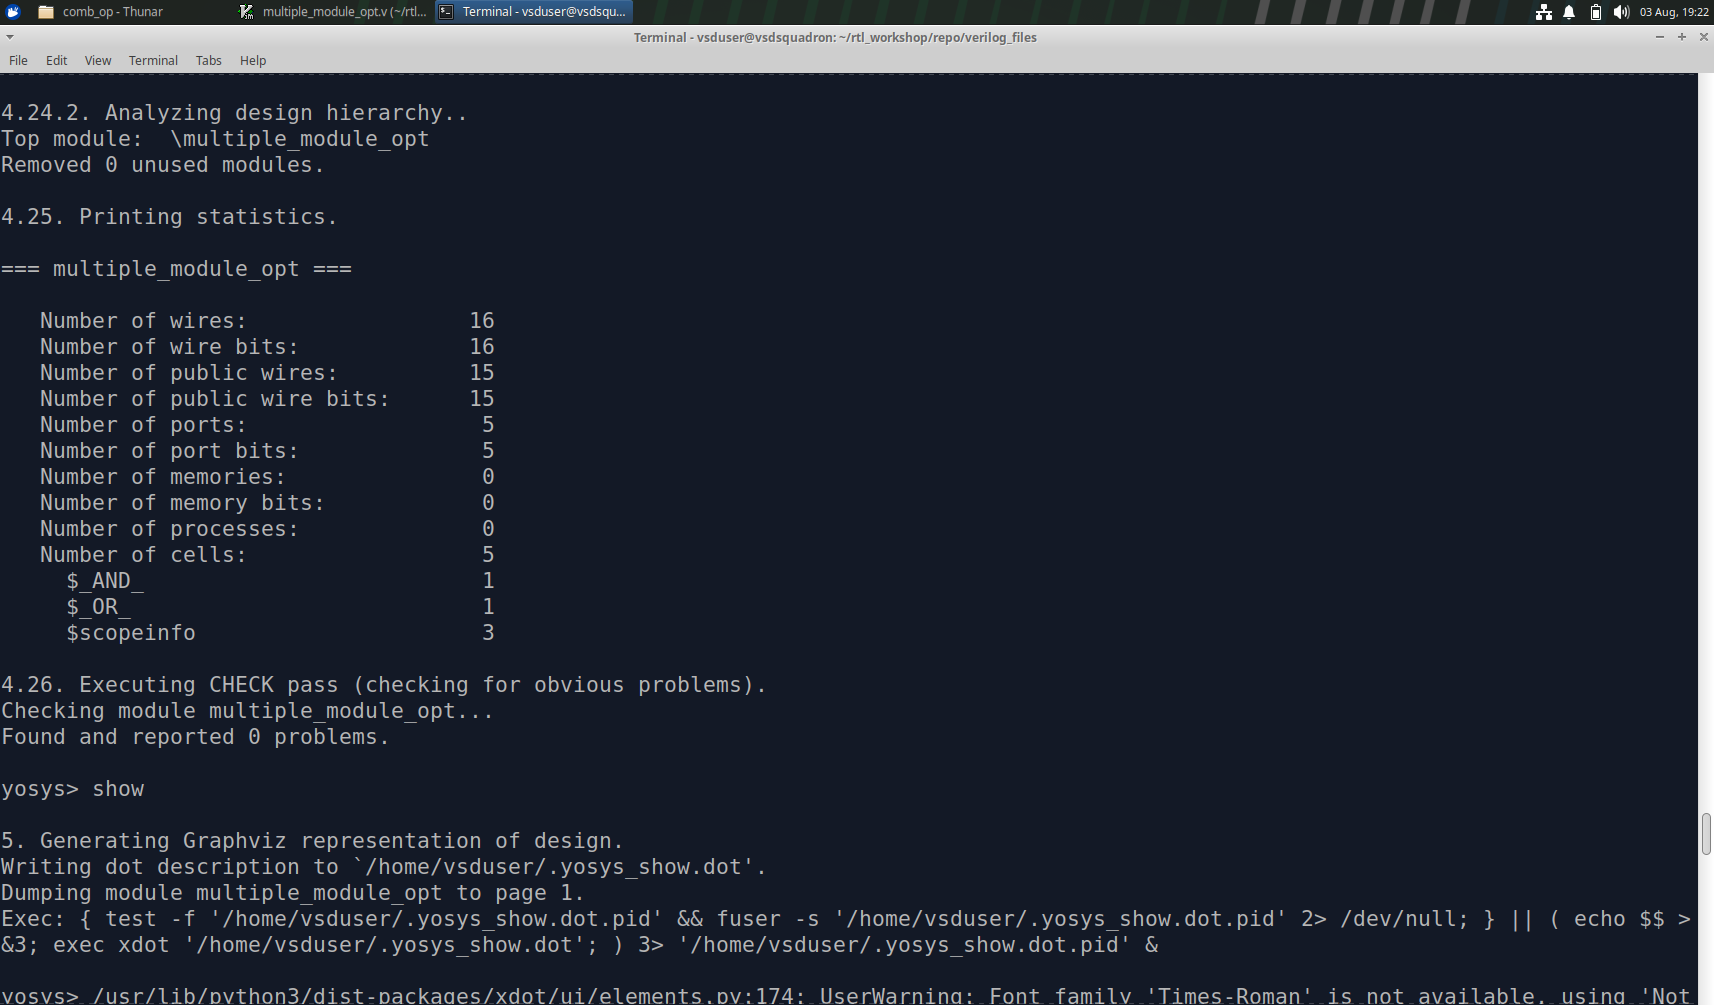 comb_op - Thunar
multiple_module_opt.v (~/rtl...
Terminal - vsduser@vsdsqu...
03 Aug, 19:22
Terminal - vsduser@vsdsquadron: ~/rtl_workshop/repo/verilog_files
File Edit View Terminal Tabs Help
4.24.2. Analyzing design hierarchy..
Top module:  \multiple_module_opt
Removed 0 unused modules.
4.25. Printing statistics.
=== multiple_module_opt ===
Number of wires: 16
Number of wire bits: 16
Number of public wires: 15
Number of public wire bits: 15
Number of ports: 5
Number of port bits: 5
Number of memories: 0
Number of memory bits: 0
Number of processes: 0
Number of cells: 5
$_AND_ 1
$_OR_ 1
$scopeinfo 3
4.26. Executing CHECK pass (checking for obvious problems).
Checking module multiple_module_opt...
Found and reported 0 problems.
yosys> show
5. Generating Graphviz representation of design.
Writing dot description to `/home/vsduser/.yosys_show.dot'.
Dumping module multiple_module_opt to page 1.
Exec: { test -f '/home/vsduser/.yosys_show.dot.pid' && fuser -s '/home/vsduser/.yosys_show.dot.pid' 2> /dev/null; } || ( echo $$ >
&3; exec xdot '/home/vsduser/.yosys_show.dot'; ) 3> '/home/vsduser/.yosys_show.dot.pid' &
yosys> /usr/lib/python3/dist-packages/xdot/ui/elements.py:174: UserWarning: Font family 'Times-Roman' is not available, using 'Not